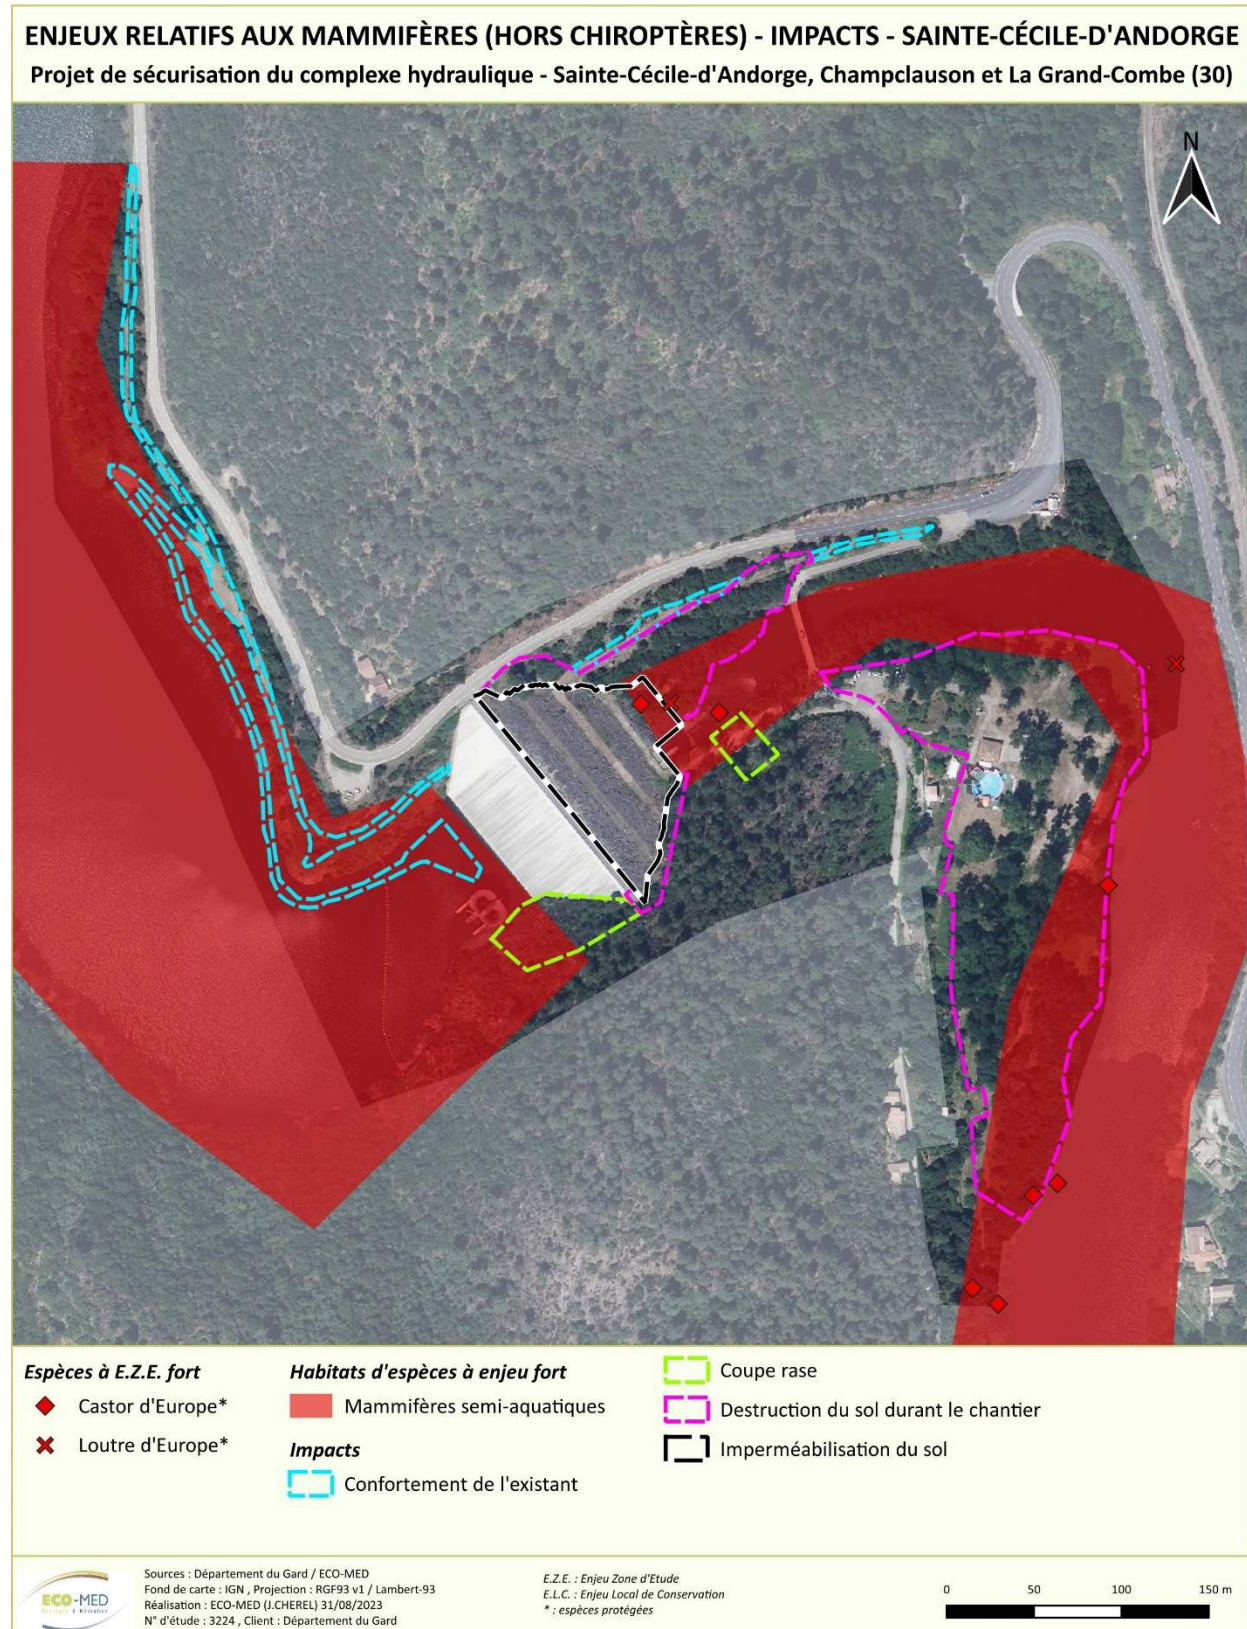 ENJEUX RELATIFS AUX MAMMIFÈRES (HORS CHIROPTÈRES) - IMPACTS - SAINTE-CÉCILE-D'ANDORGE
Projet de sécurisation du complexe hydraulique - Sainte-Cécile-d'Andorge, Champclauson et La Grand-Combe (30)
N
Espèces à E.Z.E. fort
Castor d'Europe*
Loutre d'Europe*
Habitats d'espèces à enjeu fort
Mammifères semi-aquatiques
Impacts
Confortement de l'existant
Coupe rase
Destruction du sol durant le chantier
Imperméabilisation du sol
ECO-MED
Écologie & Médiation
Sources : Département du Gard / ECO-MED
Fond de carte : IGN , Projection : RGF93 v1 / Lambert-93
Réalisation : ECO-MED (J.CHEREL) 31/08/2023
N° d'étude : 3224 , Client : Département du Gard
E.Z.E. : Enjeu Zone d'Etude
E.L.C. : Enjeu Local de Conservation
* : espèces protégées
0 50 100 150 m